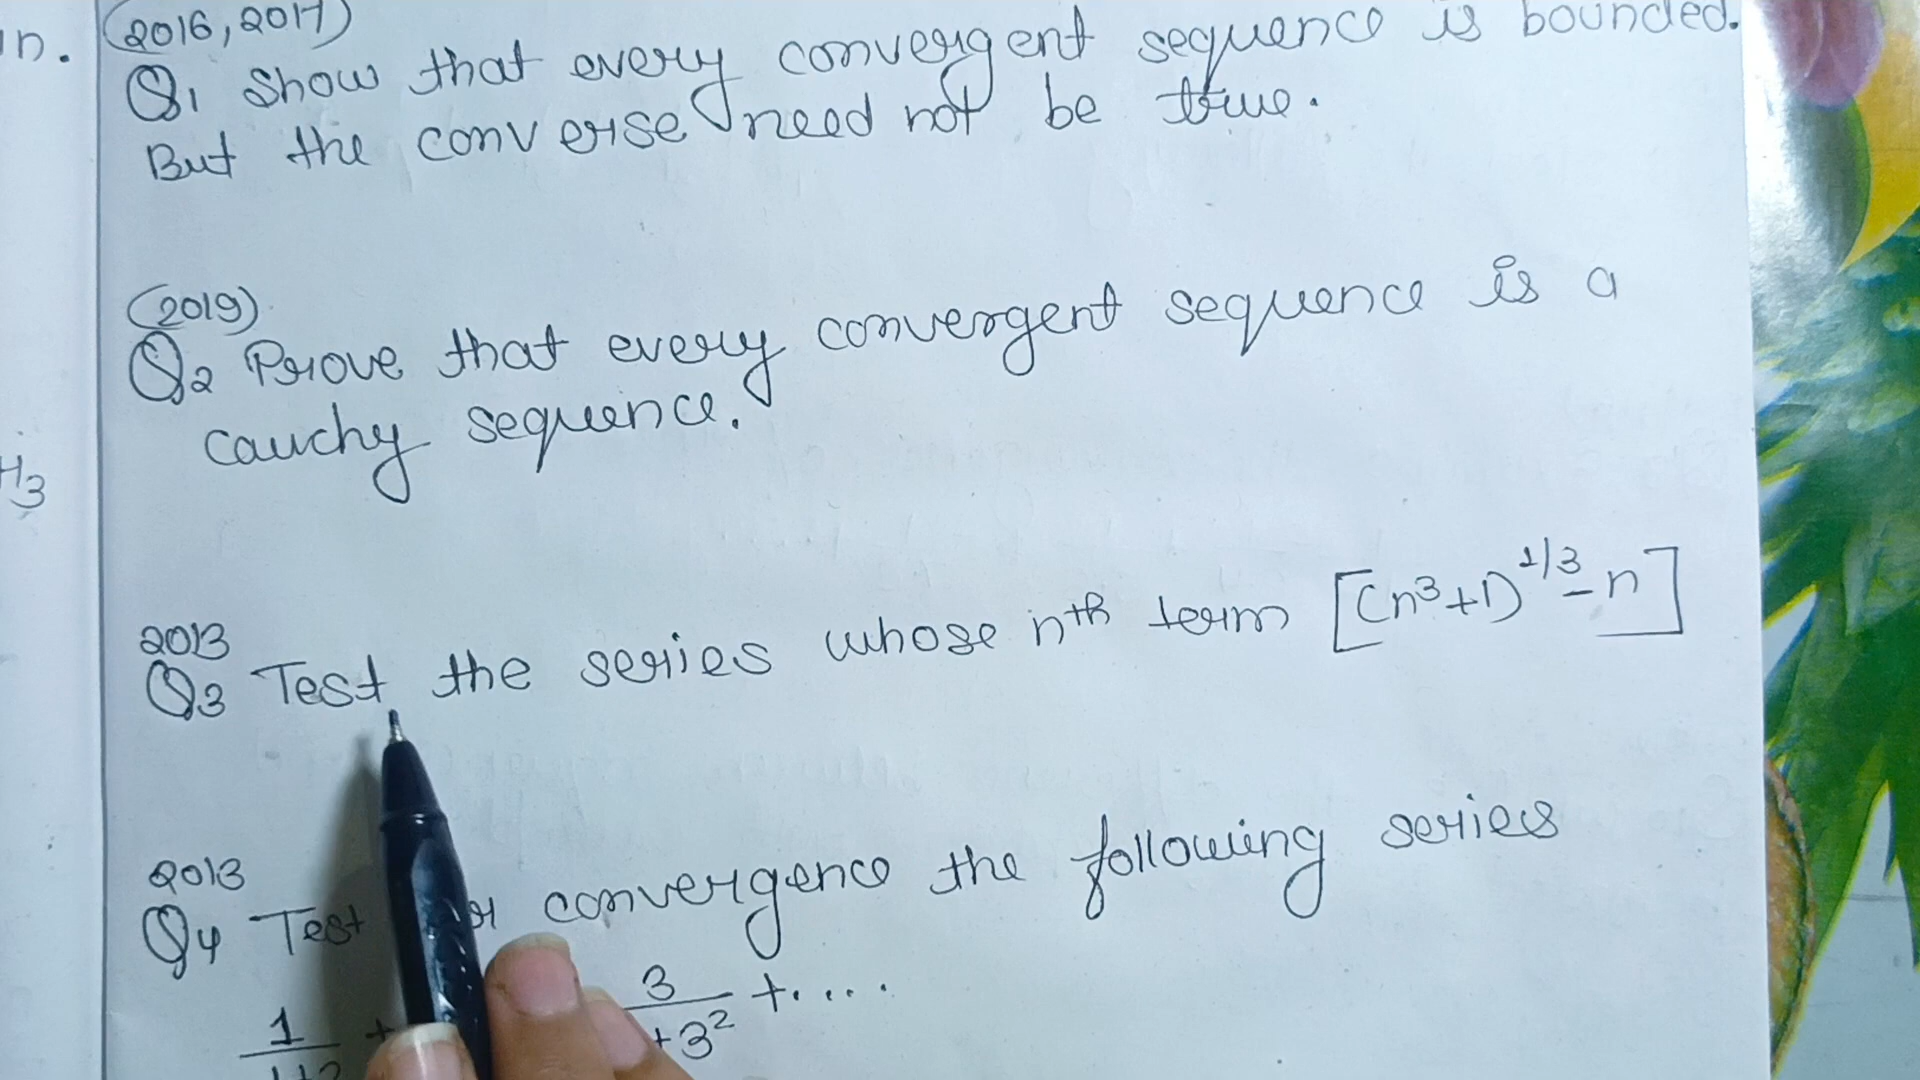 n.
(2016, 2017)
Q1 Show that every convergent sequence is bounded.
But the converse need not be true.
(2019)
Q2 Prove that every convergent sequence is a
cauchy sequence.
H3
2013
Q3 Test the series whose nth term [(n³+1)^1/3 - n]
2013
Q4 Test convergence the following series
1 + 3/+3² + ....